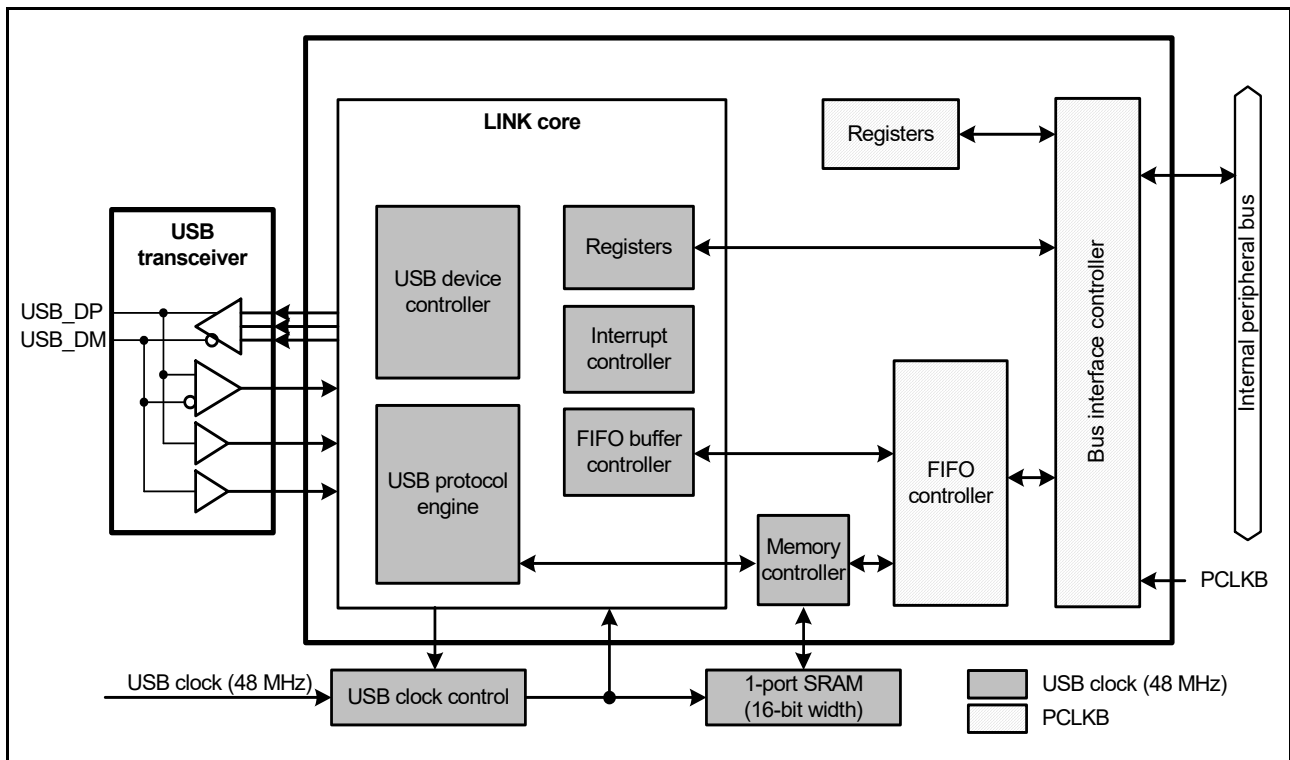 LINK core
Registers
Internal peripheral bus
Bus interface controller
USB
transceiver
USB device
controller
Registers
USB_DP
USB_DM
Interrupt
controller
FIFO buffer
controller
FIFO
controller
USB protocol
engine
Memory
controller
PCLKB
USB clock (48 MHz)
USB clock control
1-port SRAM
(16-bit width)
USB clock (48 MHz)
PCLKB